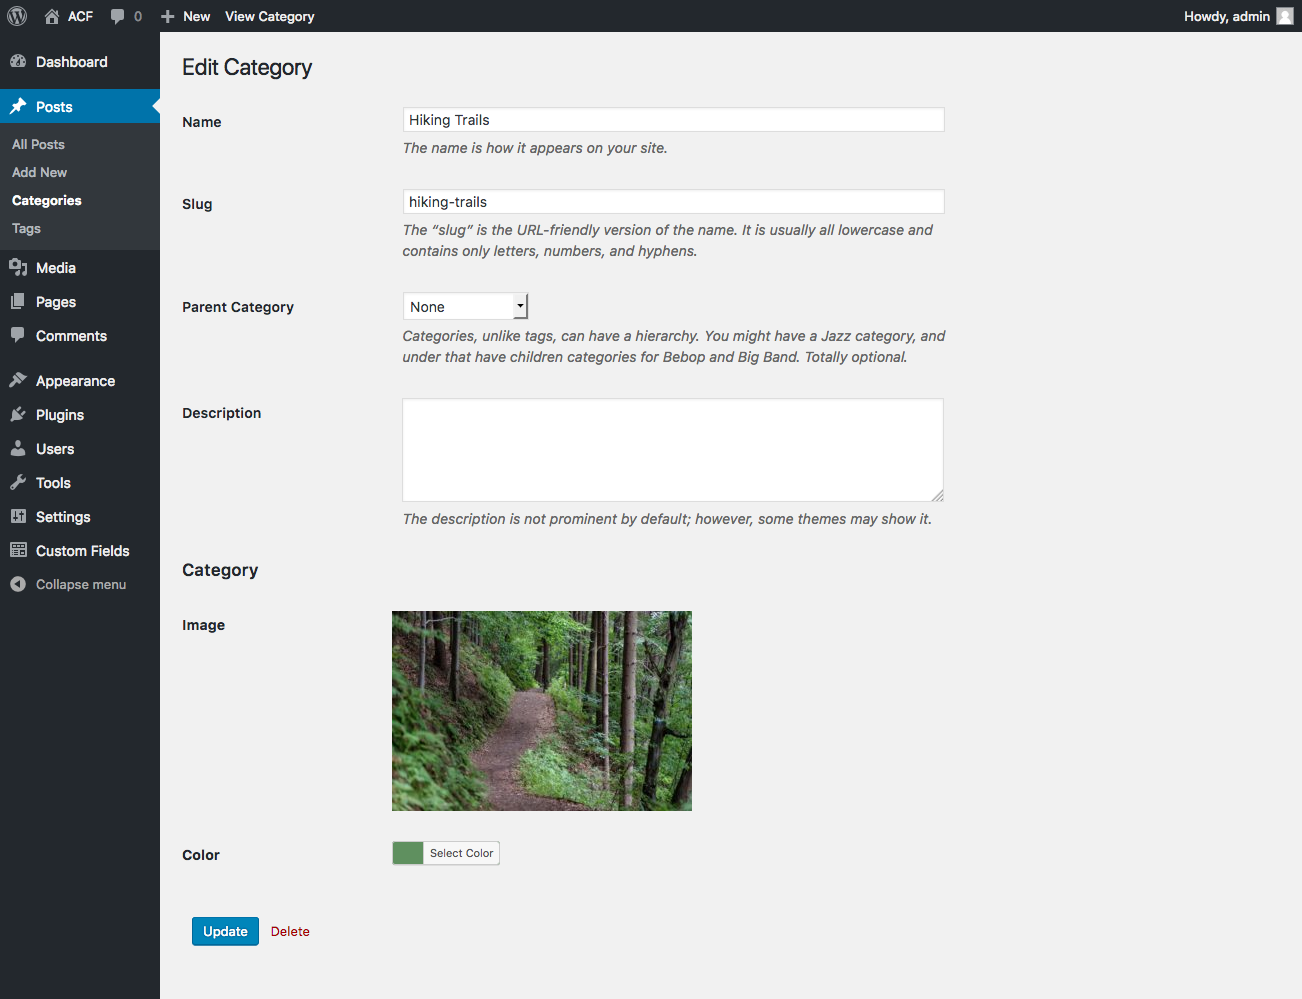 ACF
0
New
View Category
Howdy, admin
Dashboard
Posts
All Posts
Add New
Categories
Tags
Media
Pages
Comments
Appearance
Plugins
Users
Tools
Settings
Custom Fields
Collapse menu
Edit Category
Name
Hiking Trails
The name is how it appears on your site.
Slug
hiking-trails
The “slug” is the URL-friendly version of the name. It is usually all lowercase and
contains only letters, numbers, and hyphens.
Parent Category
None
Categories, unlike tags, can have a hierarchy. You might have a Jazz category, and
under that have children categories for Bebop and Big Band. Totally optional.
Description
The description is not prominent by default; however, some themes may show it.
Category
Image
Color
Select Color
Update
Delete